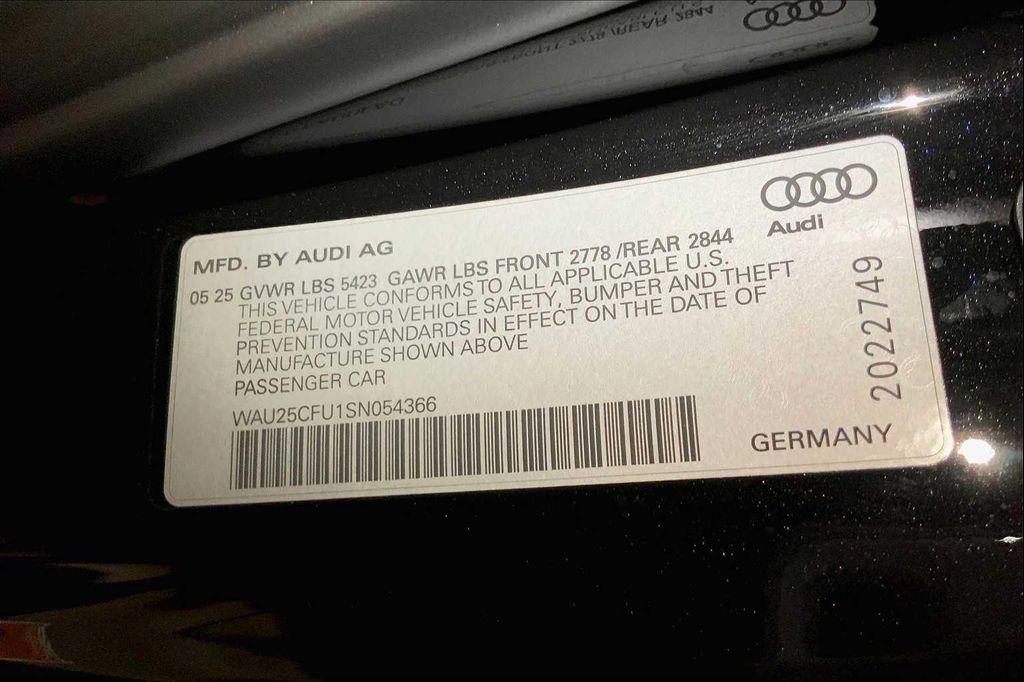 MFD. BY AUDI AG
05 25 GVWR LBS 5423 GAWR LBS FRONT 2778 /REAR 2844
THIS VEHICLE CONFORMS TO ALL APPLICABLE U.S.
FEDERAL MOTOR VEHICLE SAFETY, BUMPER AND THEFT
PREVENTION STANDARDS IN EFFECT ON THE DATE OF
MANUFACTURE SHOWN ABOVE
PASSENGER CAR
WAU25CFU1SN054366
Audi
20227749
GERMANY